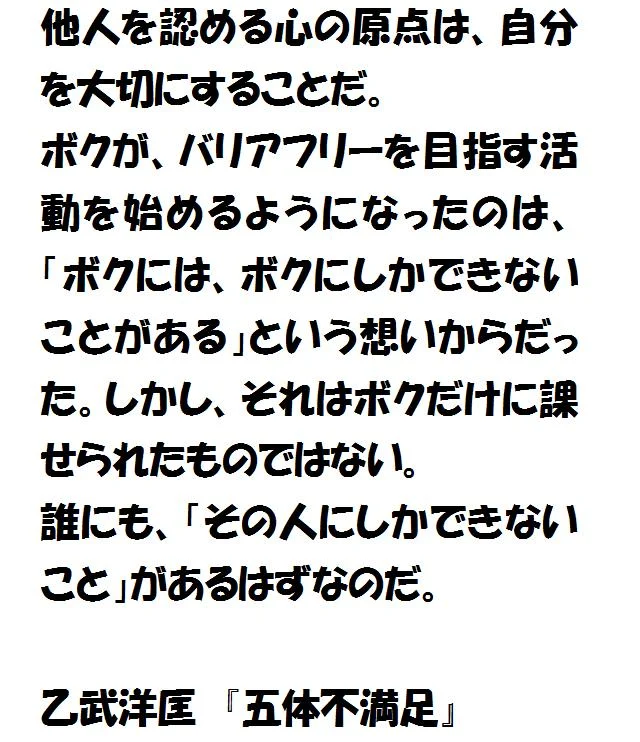 他人を認める心の原点は、自分
を大切にすることだ。
ボクが、バリアフリーを目指す活
動を始めるようになったのは、
「ボクには、ボクにしかできない
ことがある」という想いからだっ
た。しかし、それはボクだけに課
せられたものではない。
誰にも、「その人にしかできない
こと」があるはずなのだ。
乙武洋匡　『五体不満足』